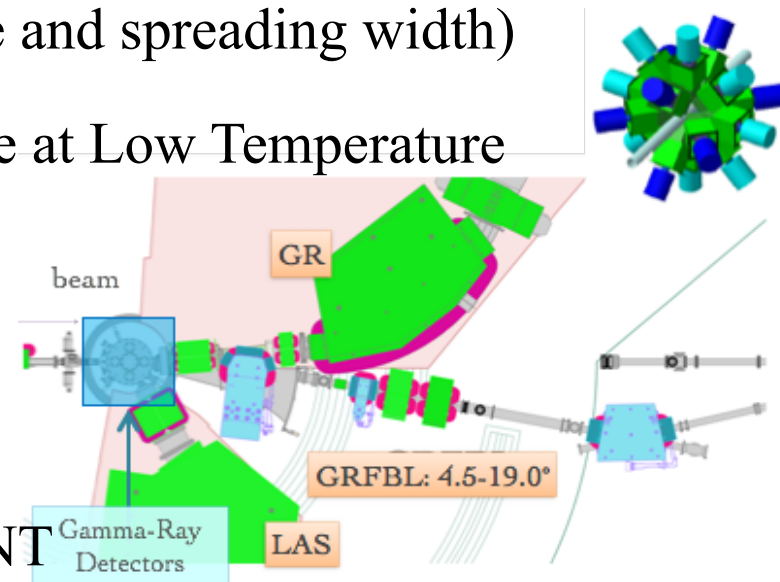 e and spreading width)
e at Low Temperature
GR
beam
GRFBL: 4.5-19.0°
NT
Gamma-Ray
Detectors
LAS